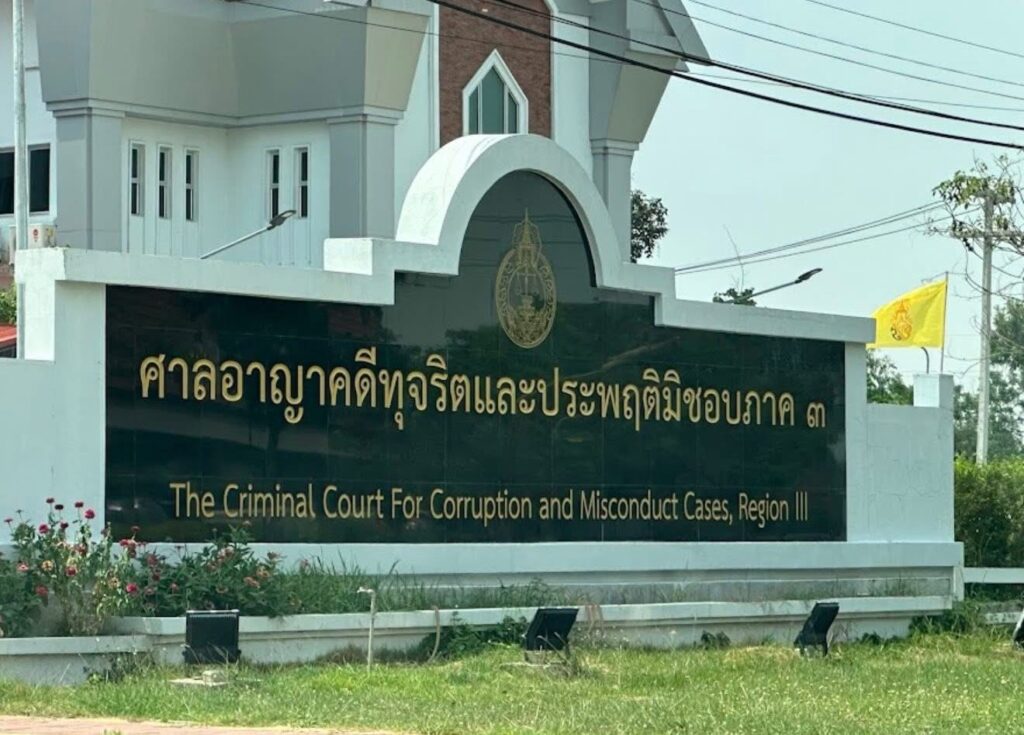 ศาลอาญาคดีทุจริตและประพฤติมิชอบภาค ๓
The Criminal Court For Corruption and Misconduct Cases, Region III